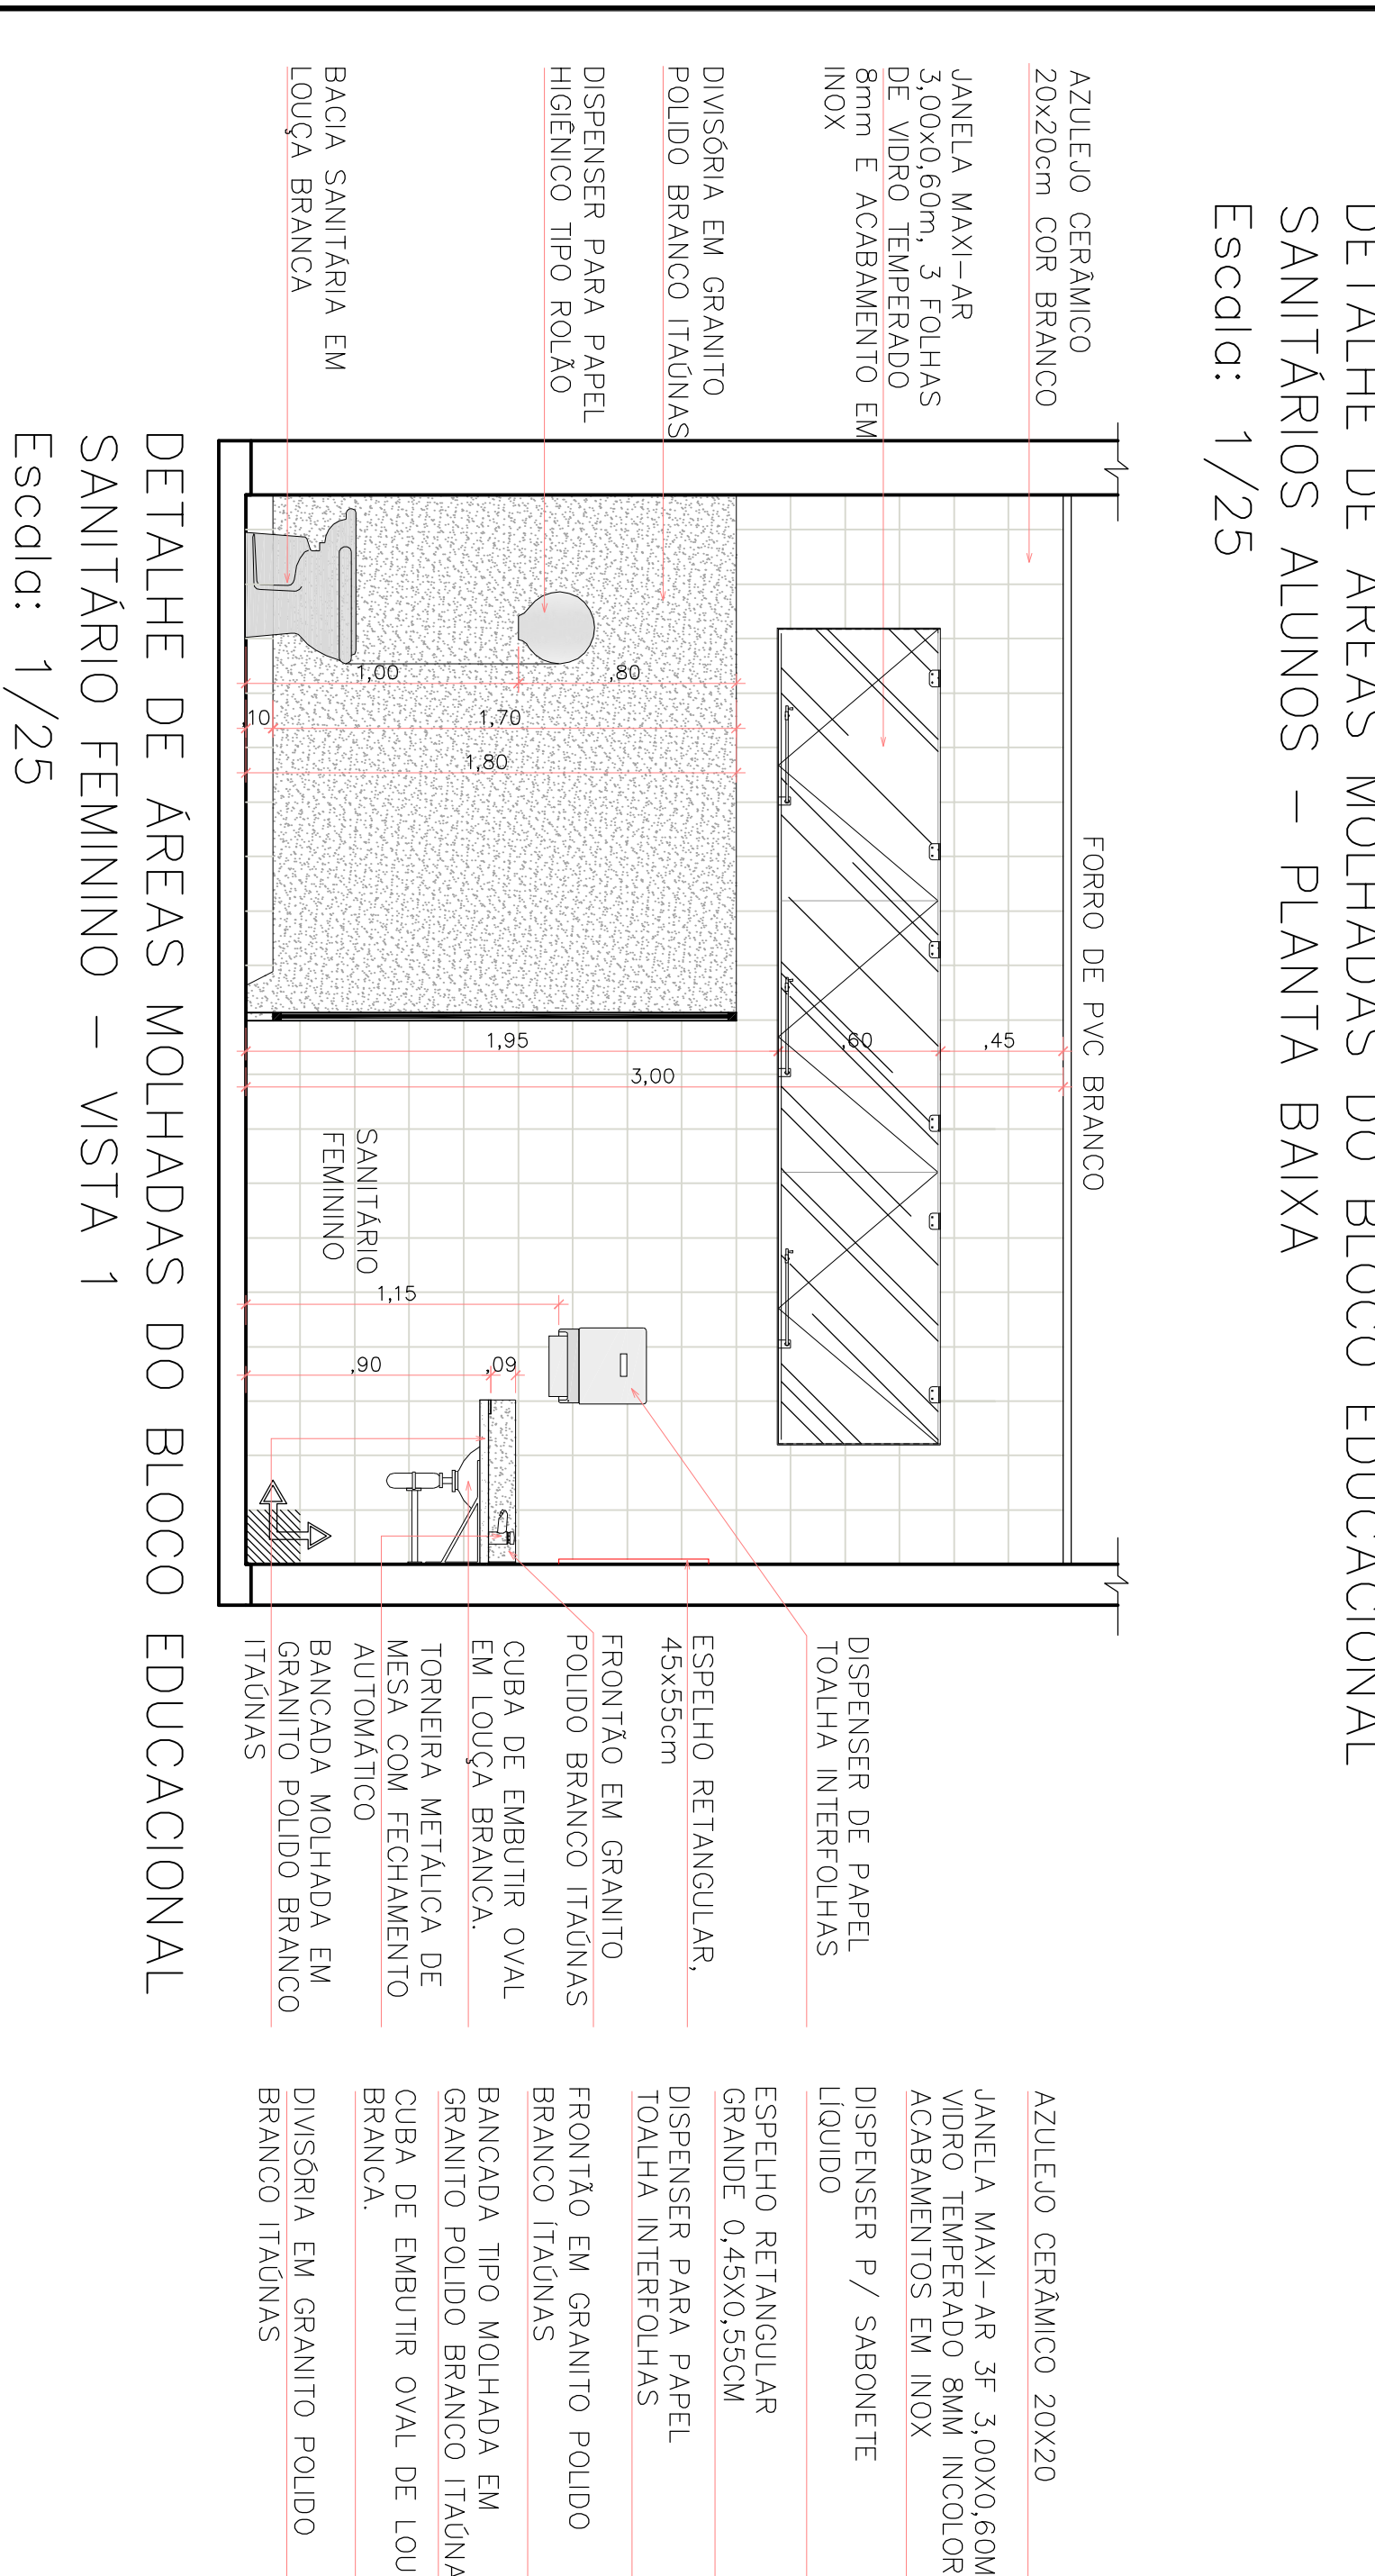 DETALHE DE ÁREAS MOLHADAS DO BLOCO EDUCACIONAL
SANITÁRIOS ALUNOS – PLANTA BAIXA
Escala: 1/25
AZULEJO CERÂMICO
20x20cm COR BRANCO
JANELA MAXI–AR
3,00x0,60m, 3 FOLHAS
DE VIDRO TEMPERADO
8mm E ACABAMENTO EM
INOX
DIVISÓRIA EM GRANITO
POLIDO BRANCO ITAÚNAS
DISPENSER PARA PAPEL
HIGIÊNICO TIPO ROLÃO
BACIA SANITÁRIA EM
LOUÇA BRANCA
FORRO DE PVC BRANCO
,80
1,00
1,70
,10
1,80
,45
,60
1,95
3,00
SANITÁRIO
FEMININO
1,15
,09
,90
DISPENSER DE PAPEL
TOALHA INTERFOLHAS
ESPELHO RETANGULAR,
45x55cm
FRONTÃO EM GRANITO
POLIDO BRANCO ITAÚNAS
CUBA DE EMBUTIR OVAL
EM LOUÇA BRANCA.
TORNEIRA METÁLICA DE
MESA COM FECHAMENTO
AUTOMÁTICO
BANCADA MOLHADA EM
GRANITO POLIDO BRANCO
ITAÚNAS
DETALHE DE ÁREAS MOLHADAS DO BLOCO EDUCACIONAL
SANITÁRIO FEMININO – VISTA 1
Escala: 1/25
AZULEJO CERÂMICO 20X20
JANELA MAXI–AR 3F 3,00X0,60M
VIDRO TEMPERADO 8MM INCOLOR
ACABAMENTOS EM INOX
DISPENSER P/ SABONETE
LÍQUIDO
ESPELHO RETANGULAR
GRANDE 0,45X0,55CM
DISPENSER PARA PAPEL
TOALHA INTERFOLHAS
FRONTÃO EM GRANITO POLIDO
BRANCO ÍTAÚNAS
BANCADA TIPO MOLHADA EM
GRANITO POLIDO BRANCO ITAÚNA
CUBA DE EMBUTIR OVAL DE LOU
BRANCA.
DIVISÓRIA EM GRANITO POLIDO
BRANCO ITAÚNAS